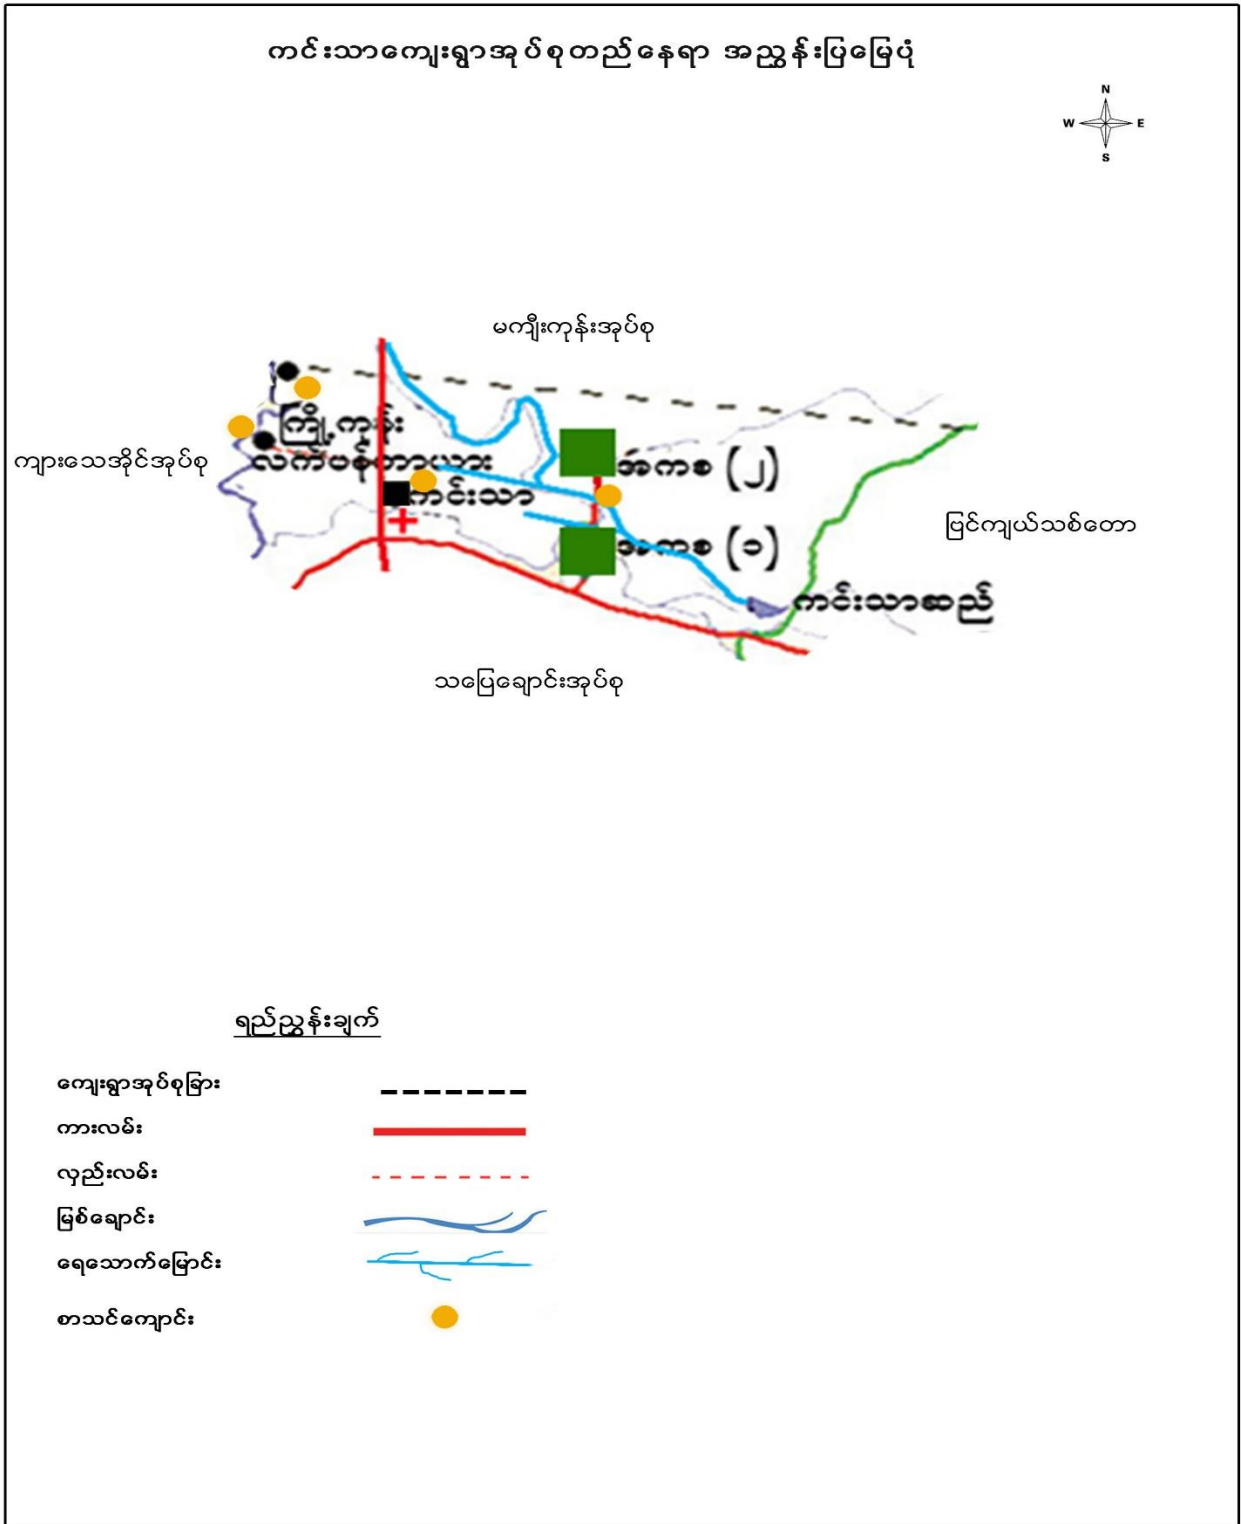 ကင်းသာကျေးရွာအုပ်စုတည်နေရာ အညွှန်းပြမြေပုံ
N
W E
S
မကျီးကုန်းအုပ်စု
ကြို့ကုန်း
ကျားသေအိုင်အုပ်စု
လက်ပန်တာယား
အကစ (၂)
ကင်းသာ
ဗြင်ကျယ်သစ်တော
အကစ (၁)
ကင်းသာဆည်
သပြေချောင်းအုပ်စု
ရည်ညွှန်းချက်
ကျေးရွာအုပ်စုခြား
ကားလမ်း
လှည်းလမ်း
မြစ်ချောင်း
ရေသောက်မြောင်း
စာသင်ကျောင်း